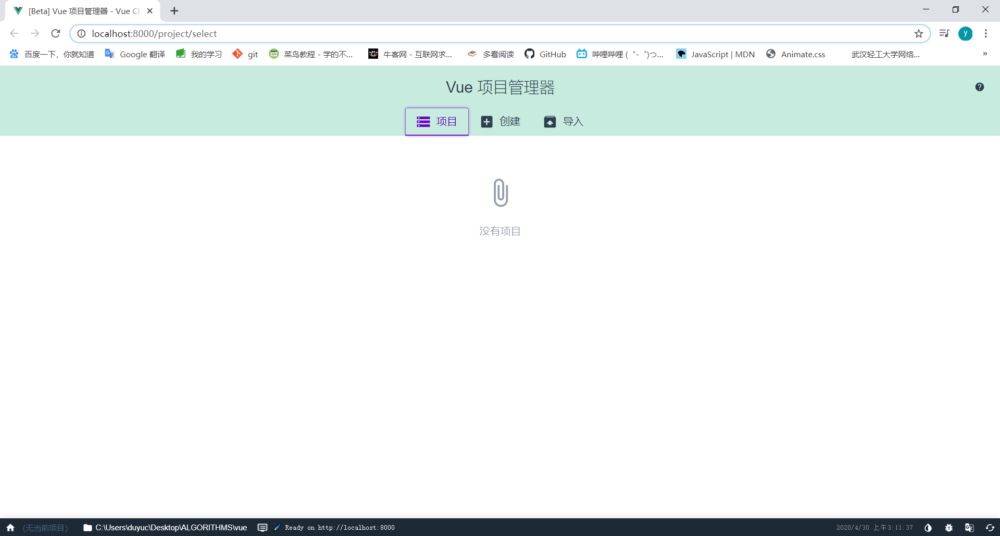 [Beta] Vue 项目管理器 - Vue CL
localhost:8000/project/select
y
百度一下，你就知道 Google 翻译 我的学习 git 菜鸟教程 - 学的不... 牛客网 - 互联网求... 多看阅读 GitHub 哔哩哔哩 ( ゜- ゜)つ... JavaScript | MDN Animate.css 武汉轻工大学网络... »
Vue 项目管理器
项目 创建 导入
没有项目
(无当前项目) C:\Users\duyuc\Desktop\ALGORITHMS\vue Ready on http://localhost:8000 2020/4/30 上午3:11:37